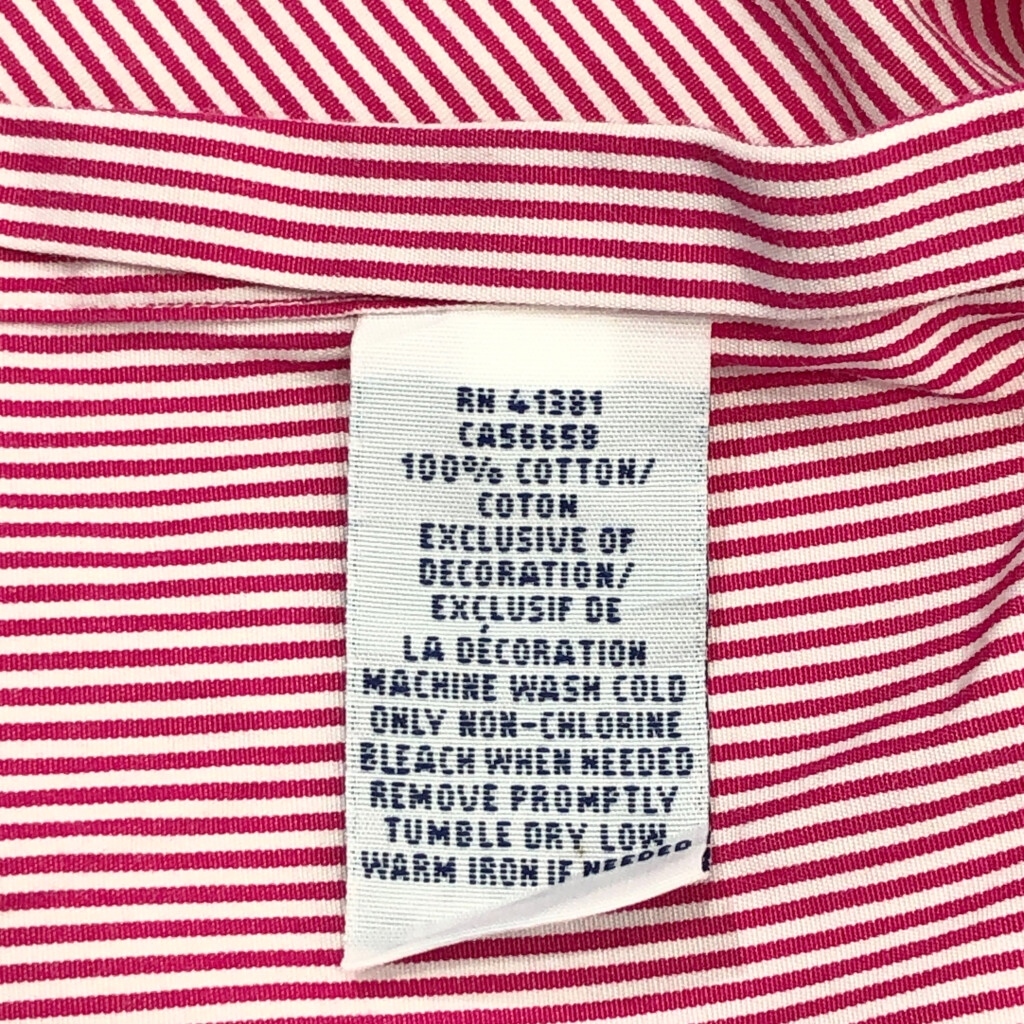 RN 41381
CA56658
100% COTTON/
COTON
EXCLUSIVE OF
DECORATION/
EXCLUSIF DE
LA DÉCORATION
MACHINE WASH COLD
ONLY NON-CHLORINE
BLEACH WHEN NEEDED
REMOVE PROMPTLY
TUMBLE DRY LOW
WARM IRON IF NEEDED